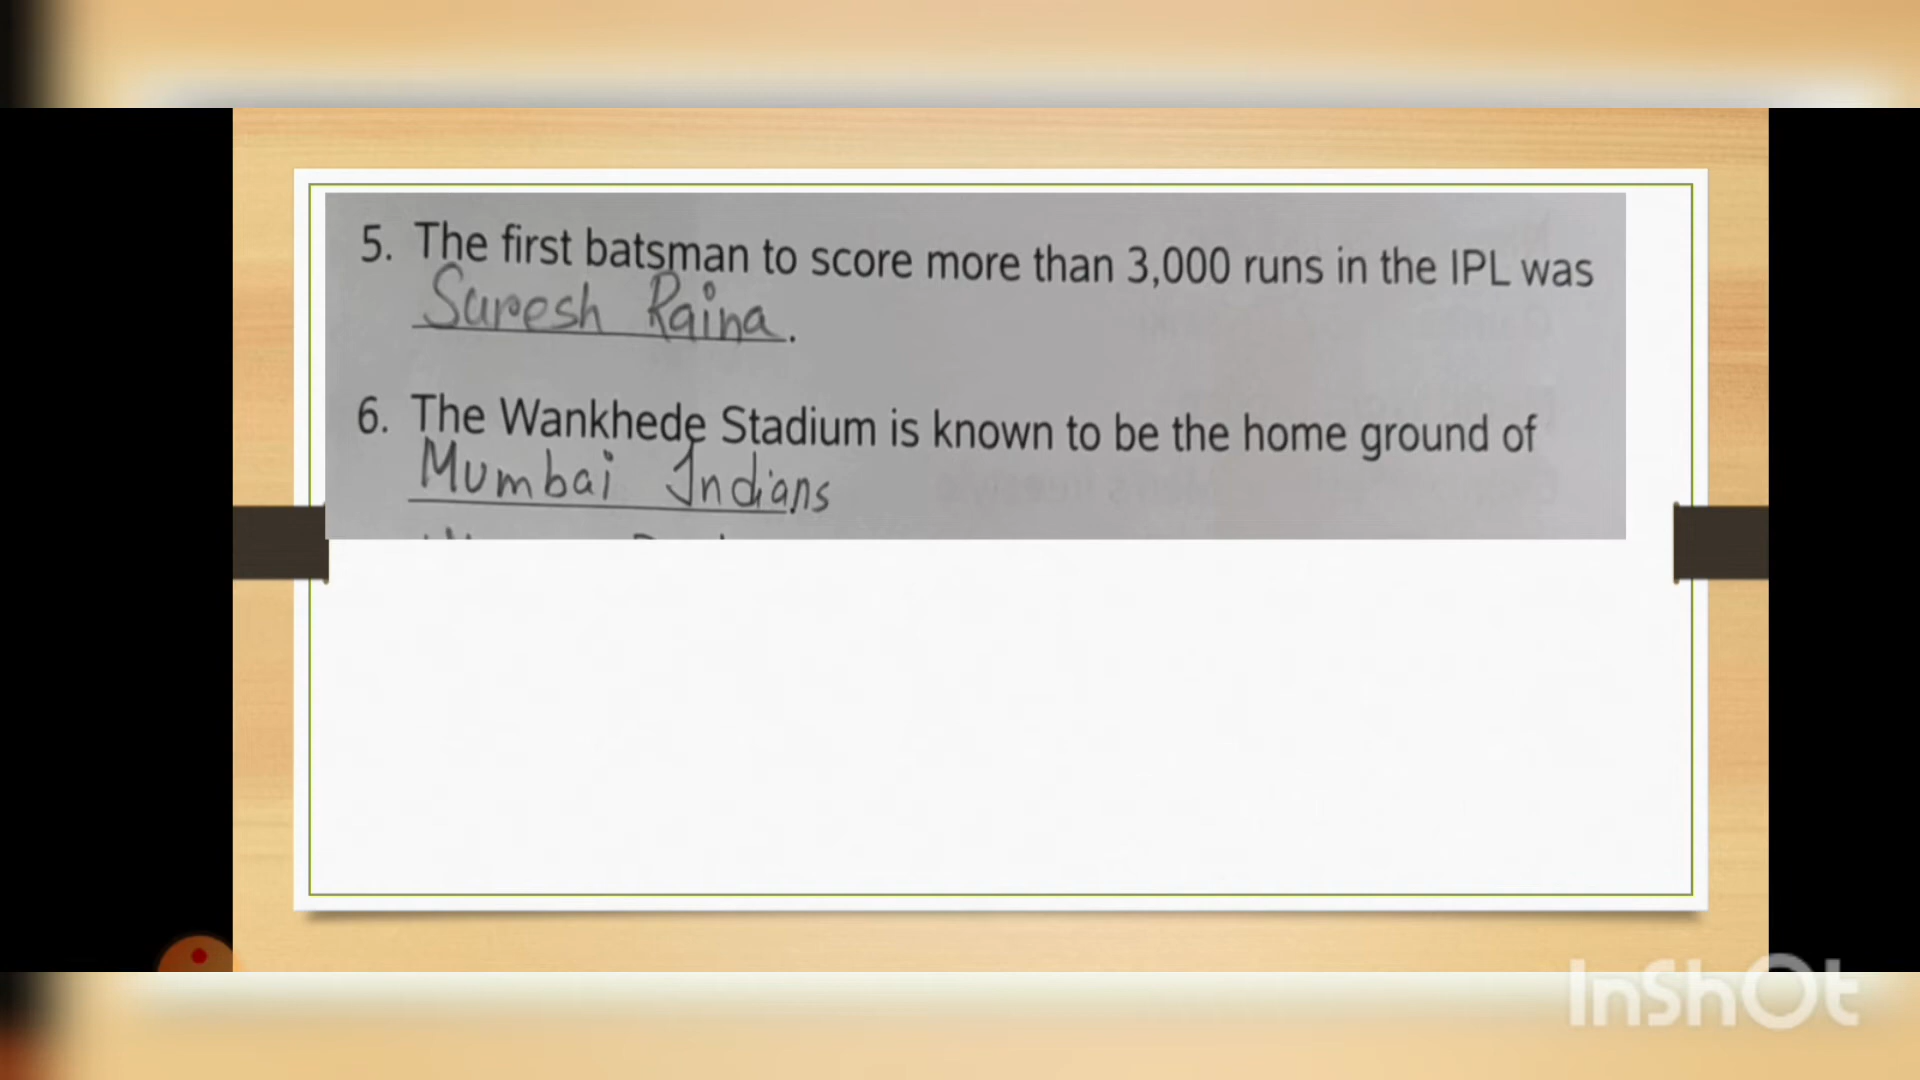 5. The first batsman to score more than 3,000 runs in the IPL was
Suresh Raina.
6. The Wankhede Stadium is known to be the home ground of
Mumbai Indians
InShOt